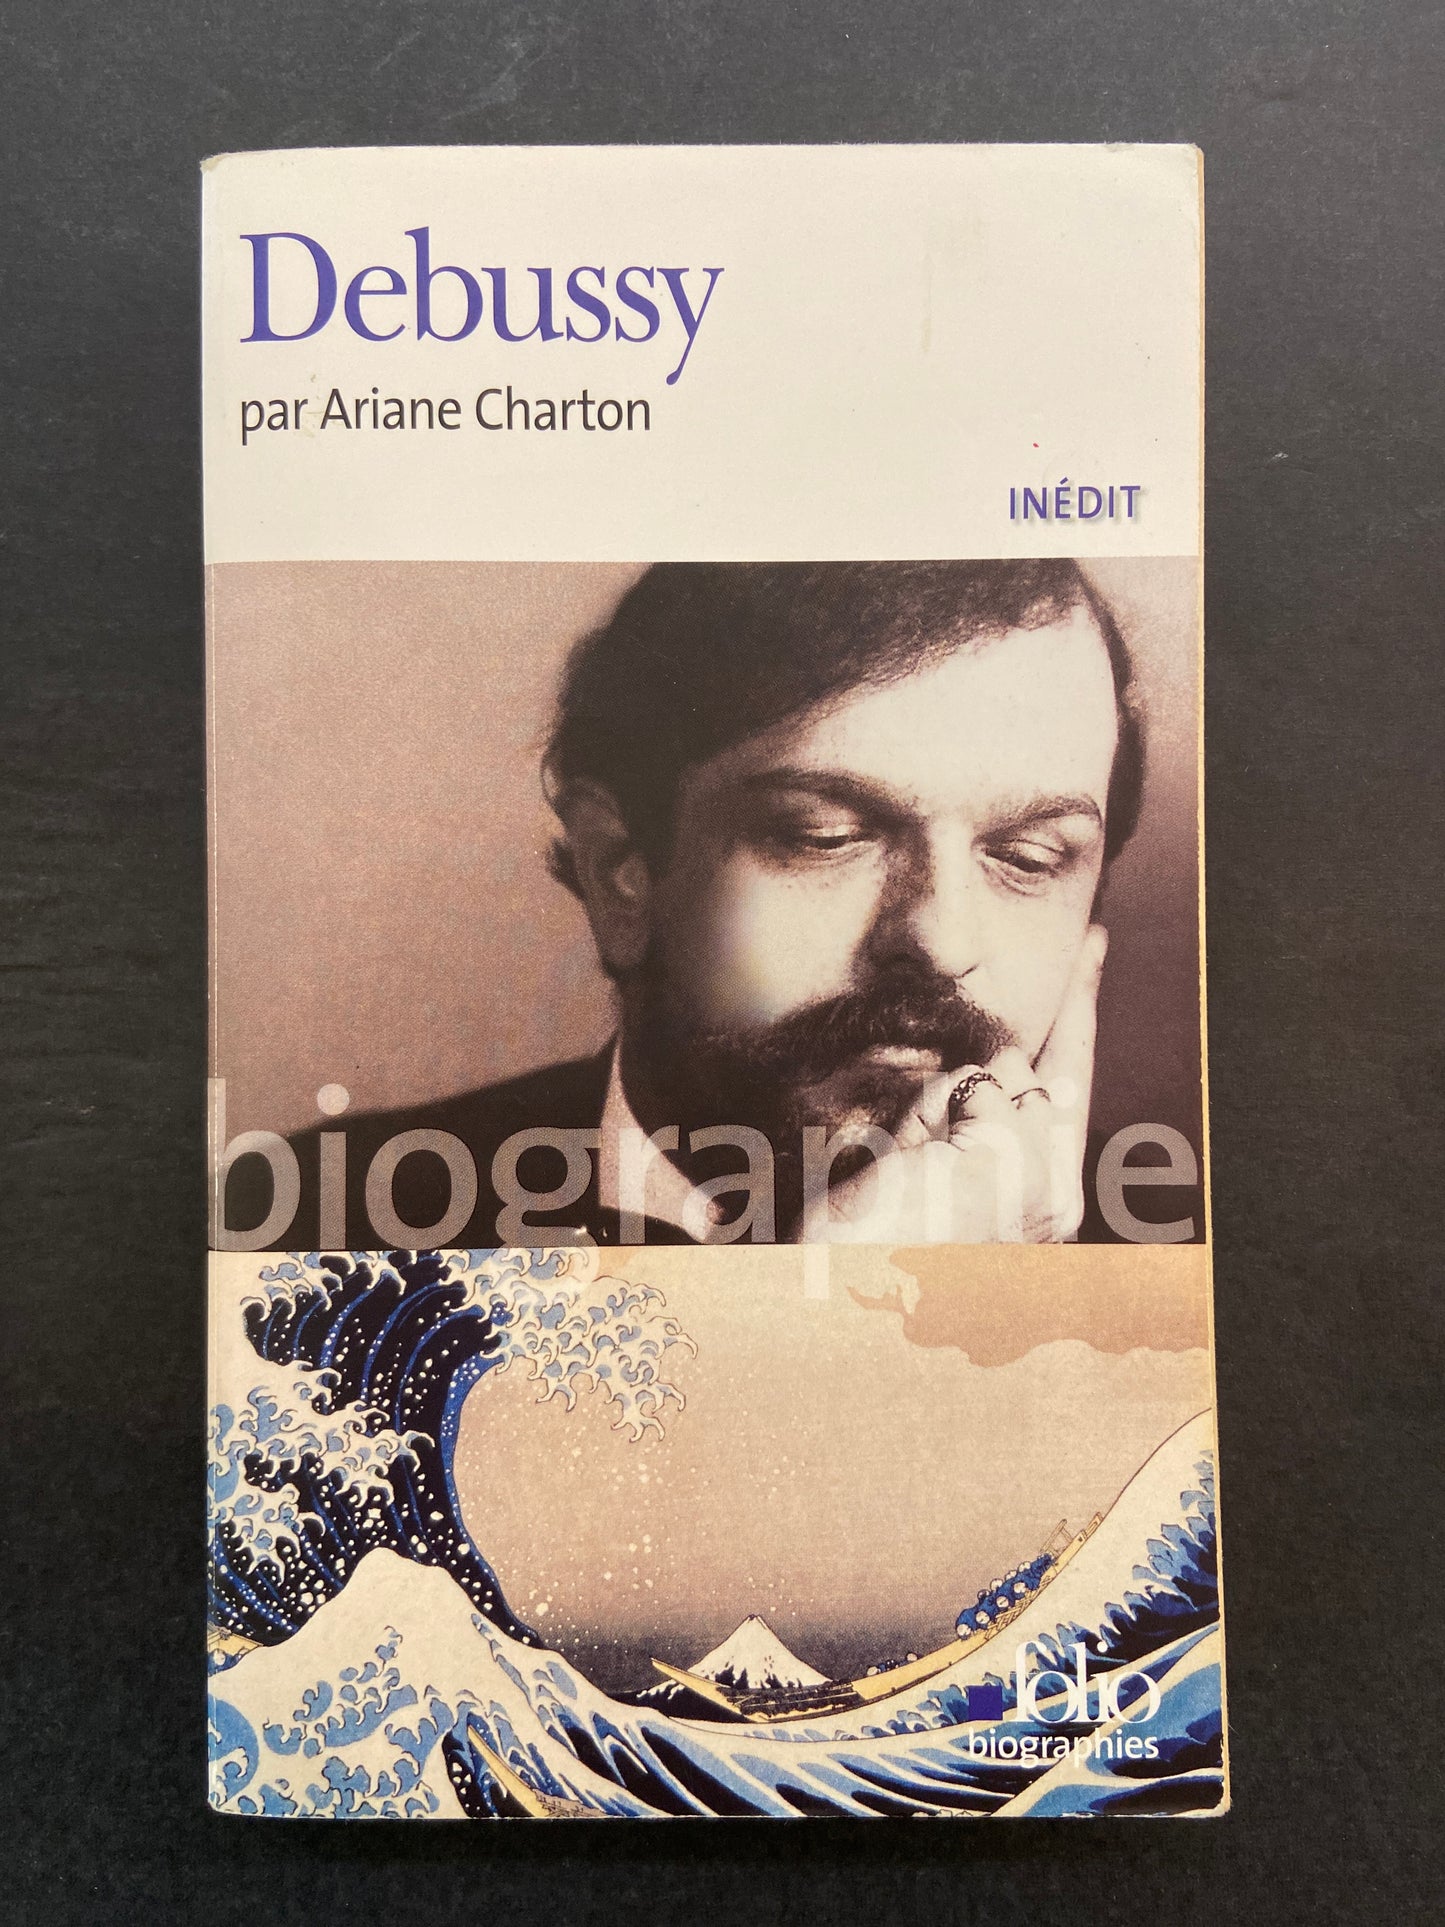 Debussy
par Ariane Charton
INÉDIT
biographie
folio
biographies